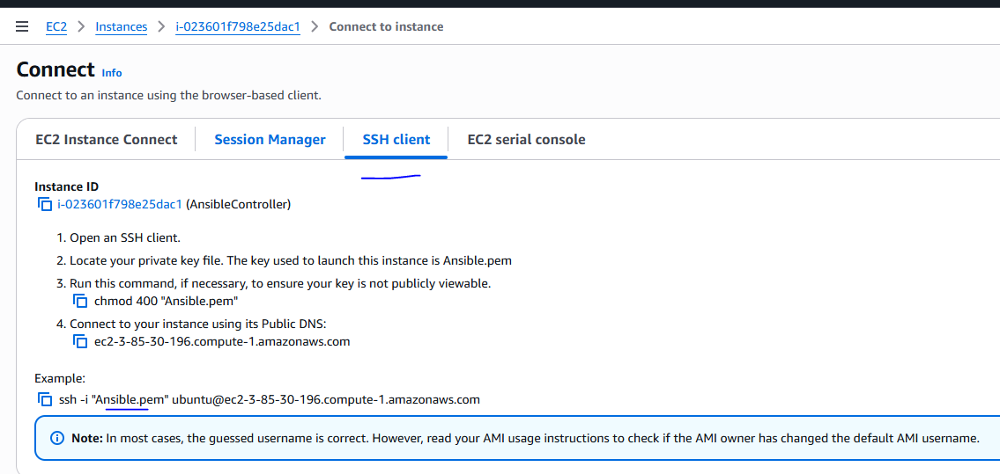 EC2 > Instances > i-023601f798e25dac1 > Connect to instance
Connect Info
Connect to an instance using the browser-based client.
EC2 Instance Connect Session Manager SSH client EC2 serial console
Instance ID
i-023601f798e25dac1 (AnsibleController)
1. Open an SSH client.
2. Locate your private key file. The key used to launch this instance is Ansible.pem
3. Run this command, if necessary, to ensure your key is not publicly viewable.
chmod 400 "Ansible.pem"
4. Connect to your instance using its Public DNS:
ec2-3-85-30-196.compute-1.amazonaws.com
Example:
ssh -i "Ansible.pem" ubuntu@ec2-3-85-30-196.compute-1.amazonaws.com
Note: In most cases, the guessed username is correct. However, read your AMI usage instructions to check if the AMI owner has changed the default AMI username.